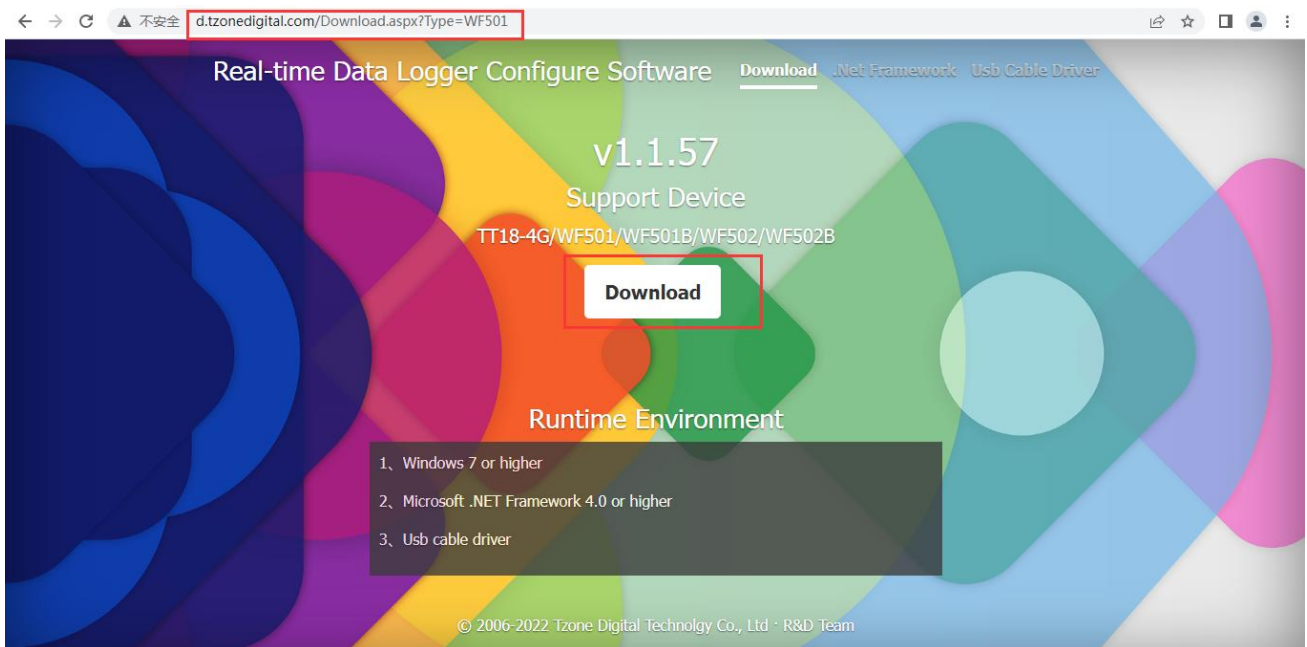 不安全 d.tzonedigital.com/Download.aspx?Type=WF501
Real-time Data Logger Configure Software Download .Net Framework Usb Cable Driver
v1.1.57
Support Device
TT18-4G/WF501/WF501B/WF502/WF502B
Download
Runtime Environment
1、Windows 7 or higher
2、Microsoft .NET Framework 4.0 or higher
3、Usb cable driver
© 2006-2022 Tzone Digital Technolgy Co., Ltd · R&D Team